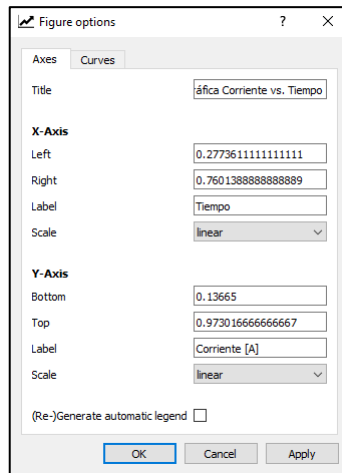 Figure options
Axes Curves
Title ráfica Corriente vs. Tiempo
X-Axis
Left 0.2773611111111111
Right 0.7601388888888889
Label Tiempo
Scale linear
Y-Axis
Bottom 0.13665
Top 0.973016666666667
Label Corriente [A]
Scale linear
(Re-)Generate automatic legend
OK Cancel Apply